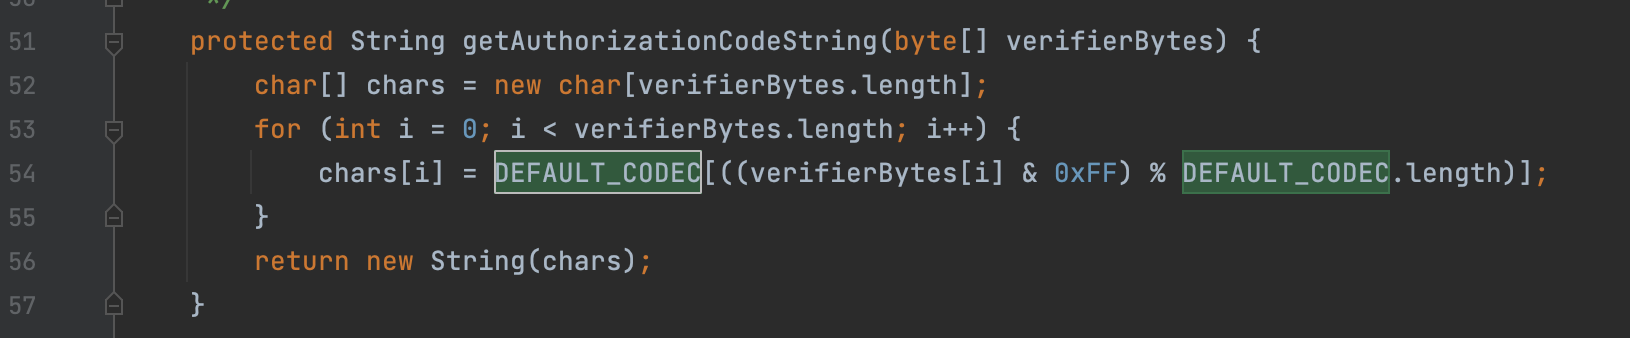 50 */
51 protected String getAuthorizationCodeString(byte[] verifierBytes) {
52 char[] chars = new char[verifierBytes.length];
53 for (int i = 0; i < verifierBytes.length; i++) {
54 chars[i] = DEFAULT_CODEC[((verifierBytes[i] & 0xFF) % DEFAULT_CODEC.length)];
55 }
56 return new String(chars);
57 }